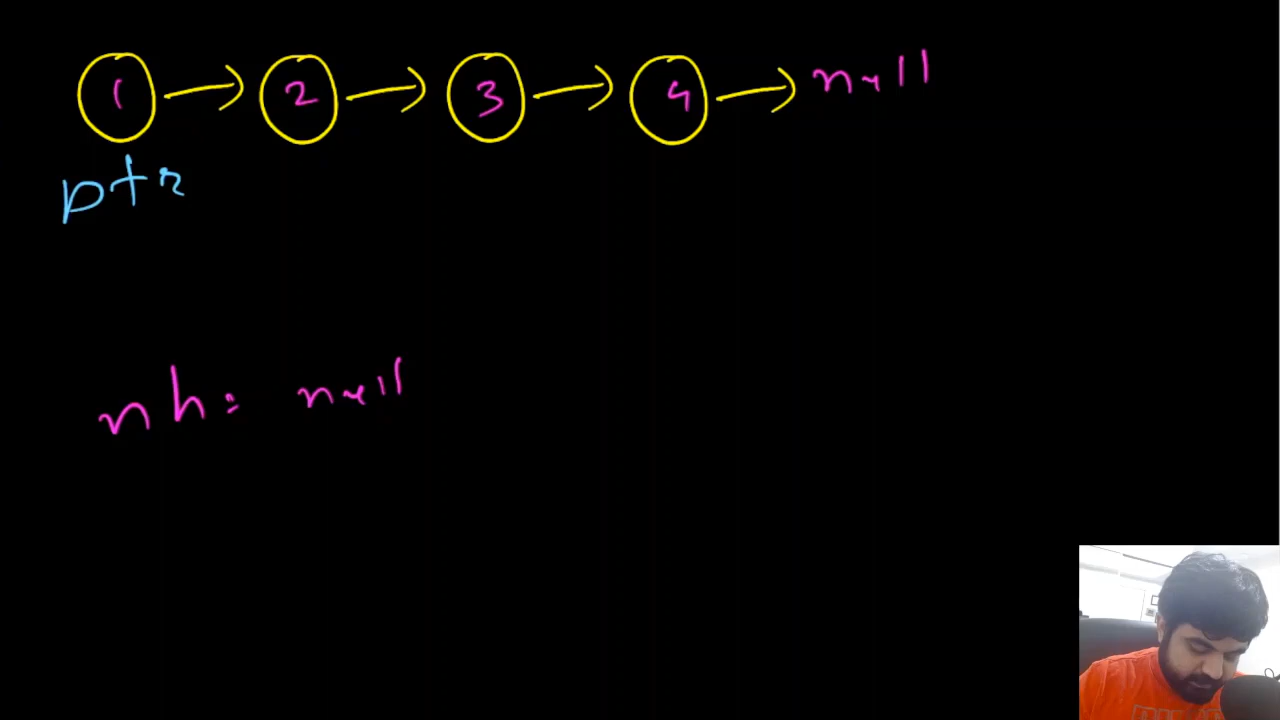 1 → 2 → 3 → 4 → null
ptr
nh = null